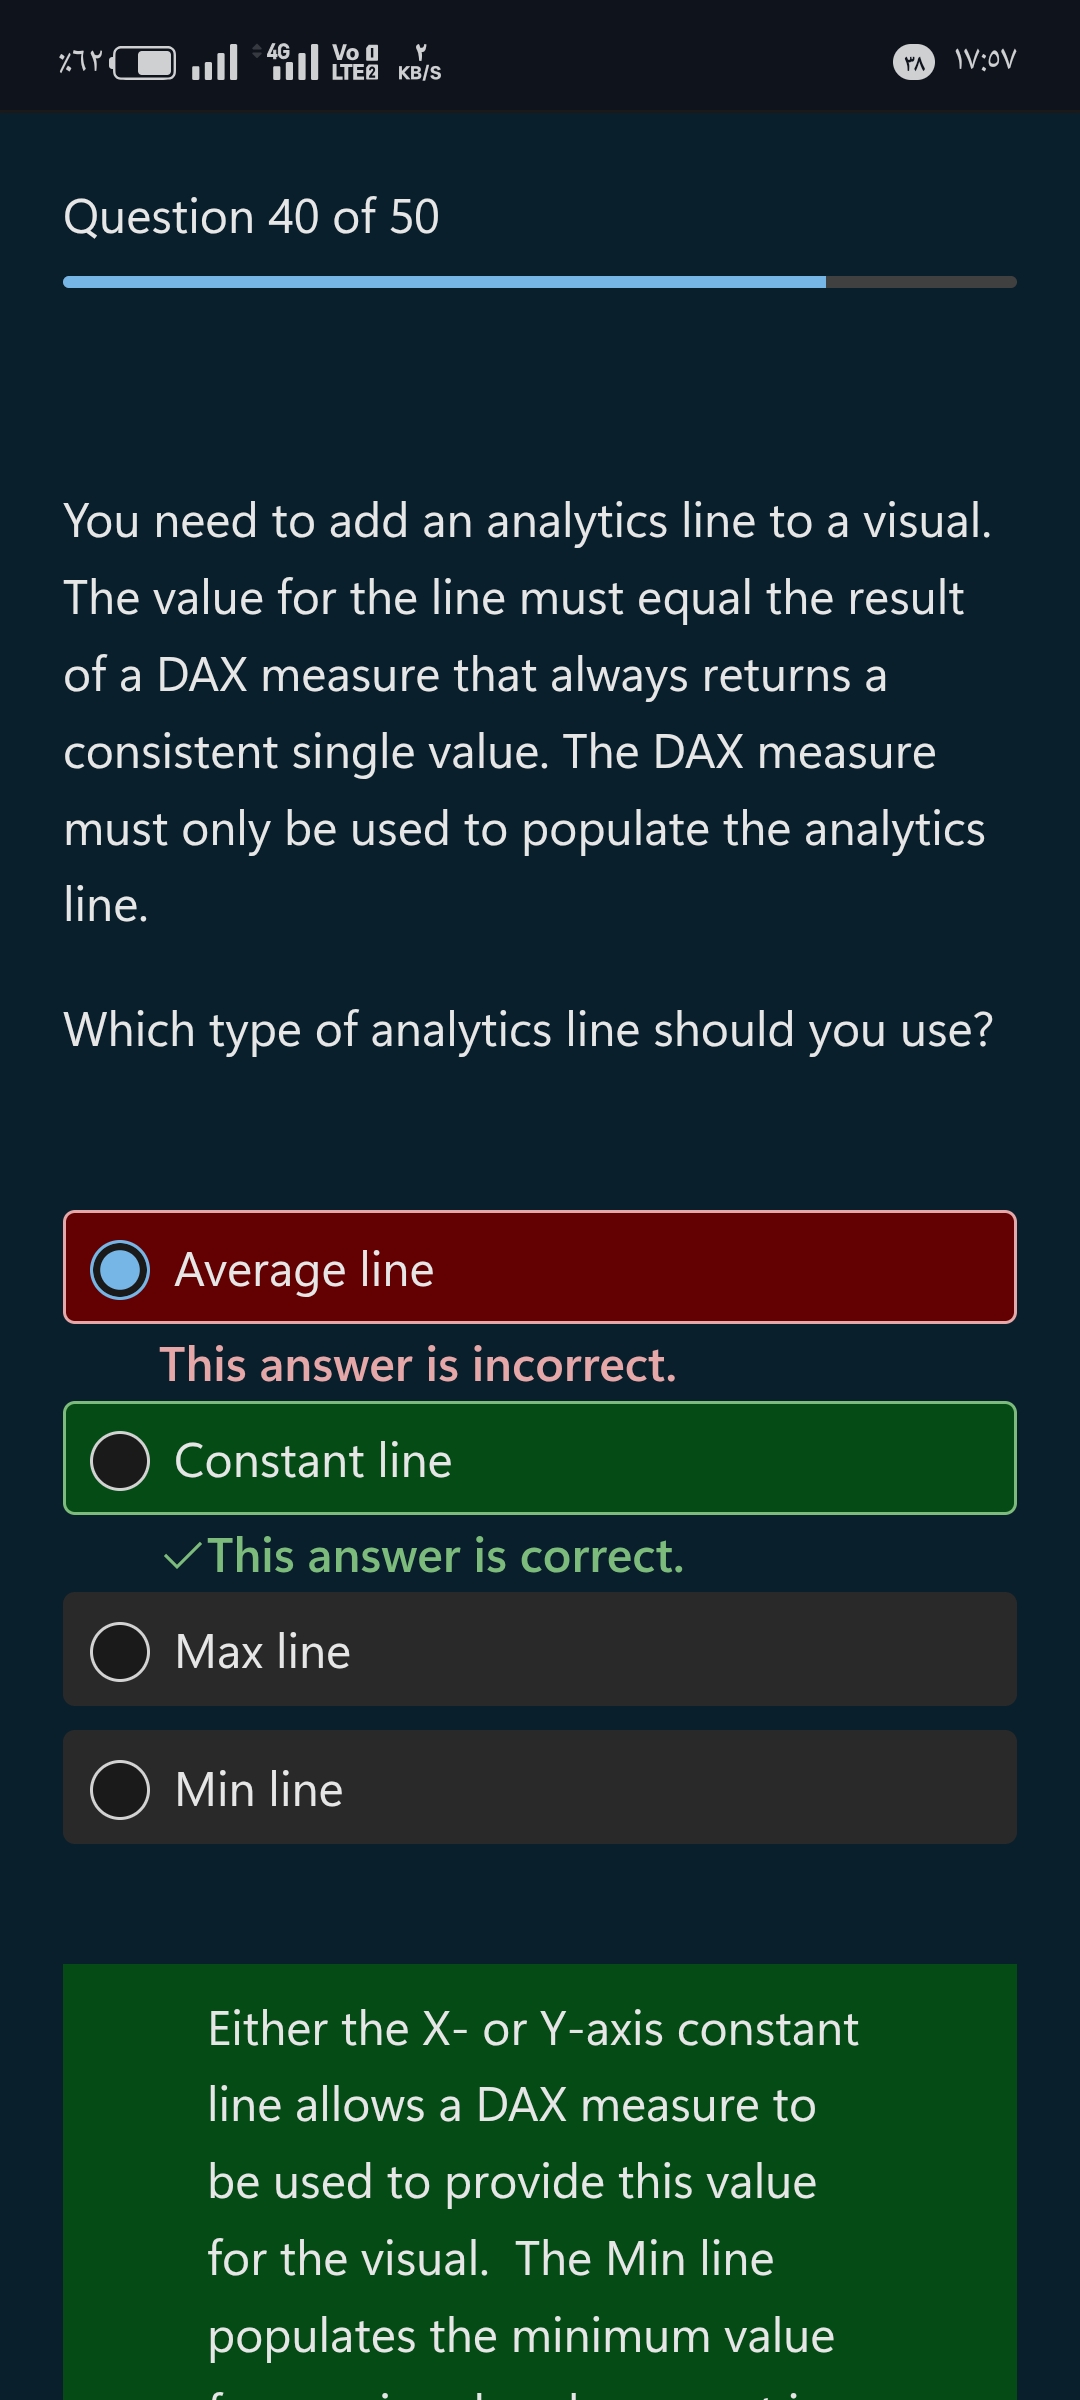 ٪٦٢ 4G Vo 1 LTE 2 ٢ KB/S ٣٨ ١٧:٥٧
Question 40 of 50
You need to add an analytics line to a visual.
The value for the line must equal the result
of a DAX measure that always returns a
consistent single value. The DAX measure
must only be used to populate the analytics
line.
Which type of analytics line should you use?
Average line
This answer is incorrect.
Constant line
This answer is correct.
Max line
Min line
Either the X- or Y-axis constant
line allows a DAX measure to
be used to provide this value
for the visual.  The Min line
populates the minimum value